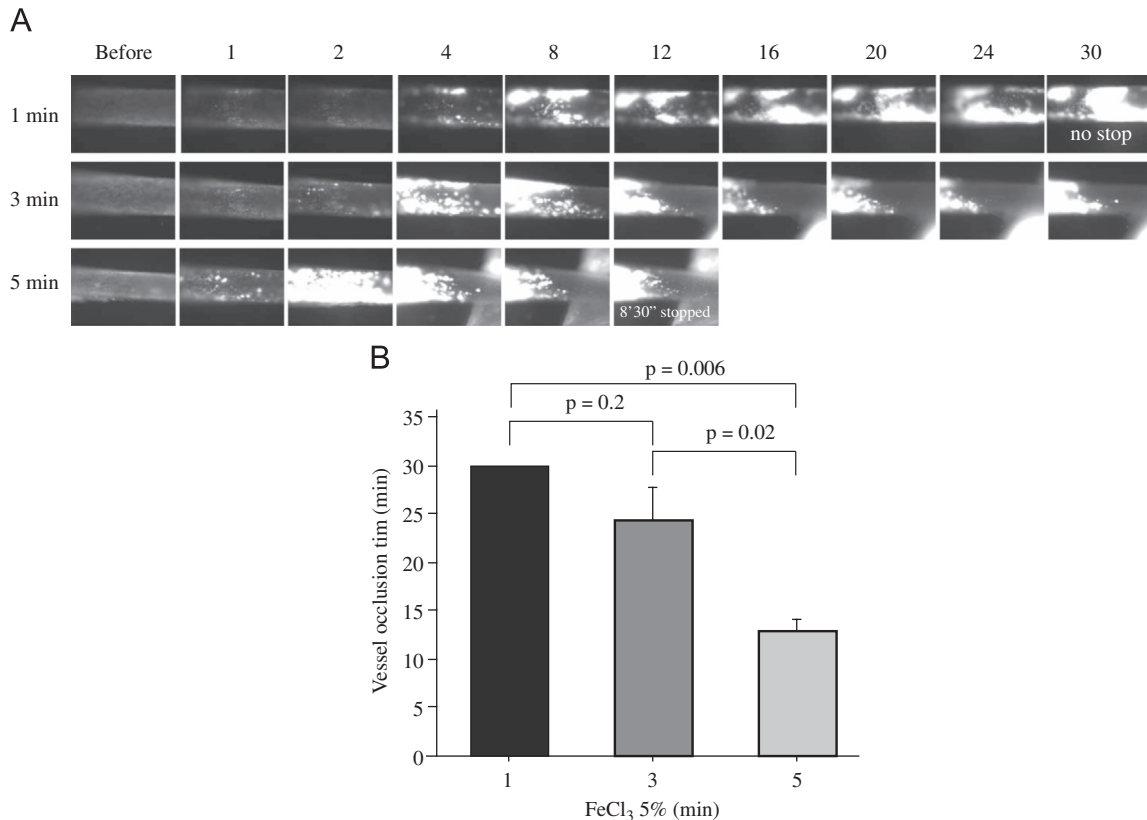 A
Before 1 2 4 8 12 16 20 24 30
1 min
no stop
3 min
5 min
8'30” stopped
B
p = 0.006
p = 0.2
p = 0.02
Vessel occlusion tim (min)
35
30
25
20
15
10
5
0
1 3 5
FeCl₃ 5% (min)